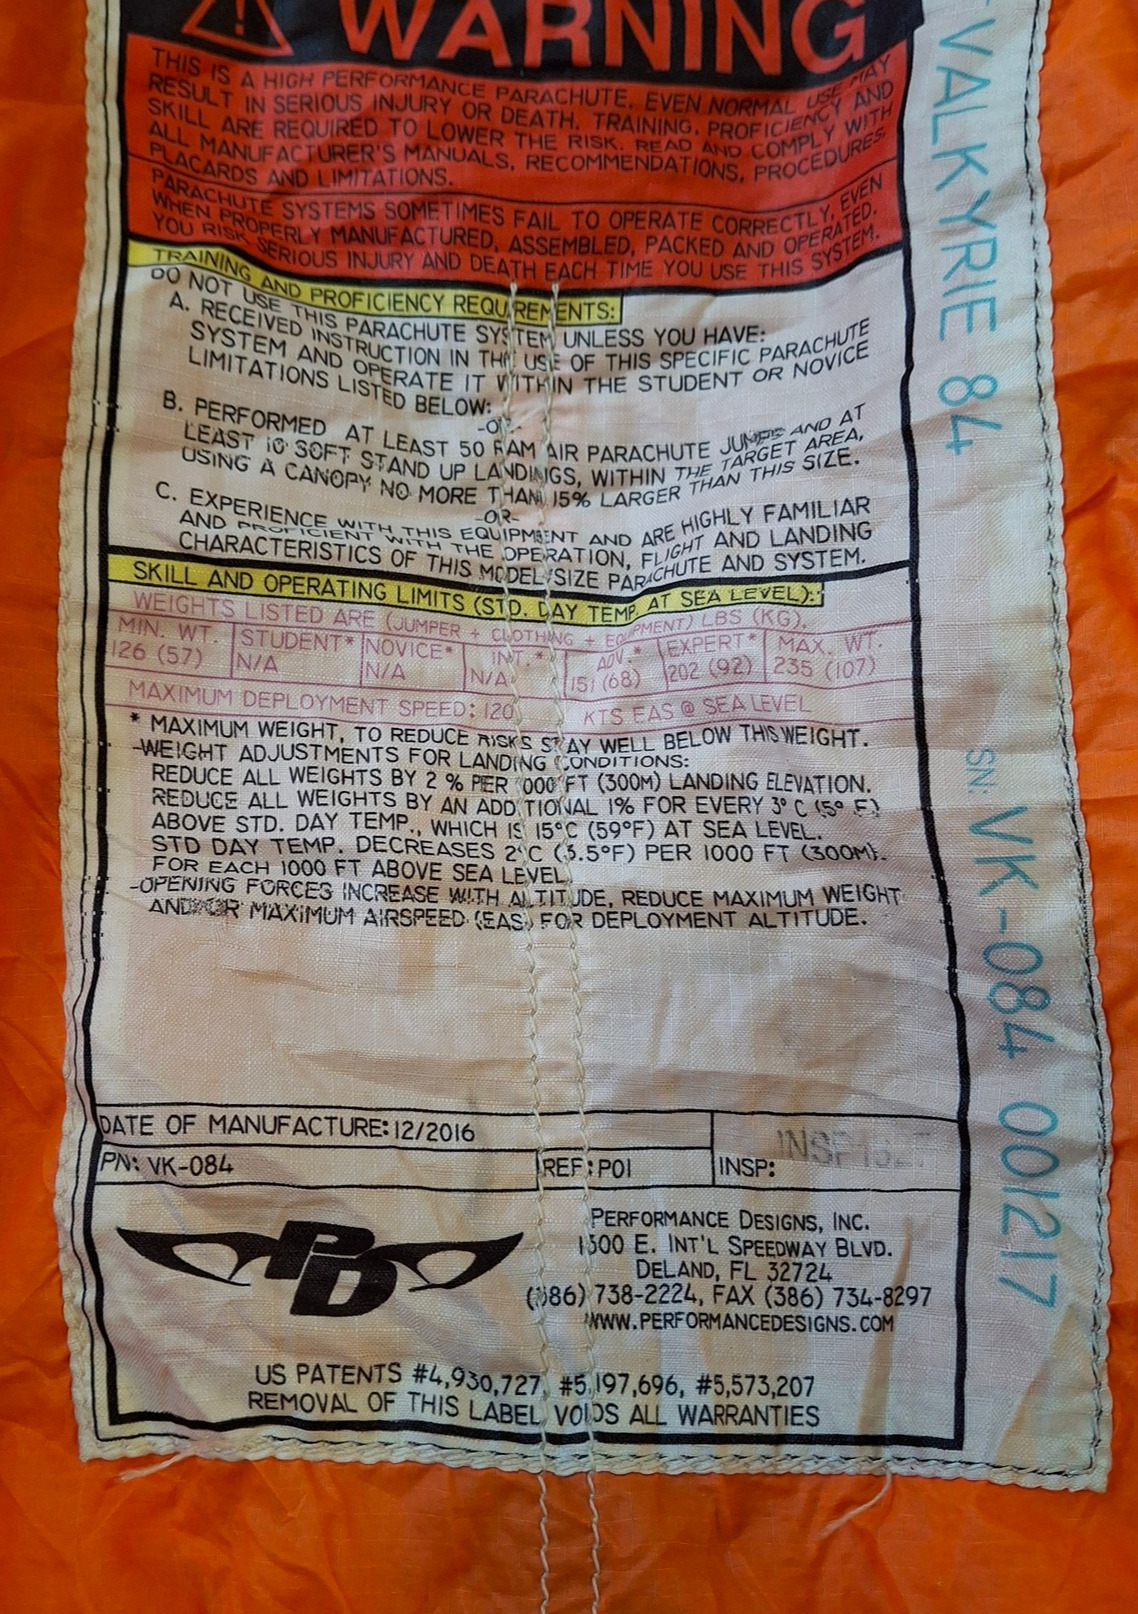 WARNING
THIS IS A HIGH PERFORMANCE PARACHUTE. EVEN NORMAL USE MAY
RESULT IN SERIOUS INJURY OR DEATH. TRAINING, PROFICIENCY AND
SKILL ARE REQUIRED TO LOWER THE RISK. READ AND COMPLY WITH
ALL MANUFACTURER'S MANUALS, RECOMMENDATIONS, PROCEDURES,
PLACARDS AND LIMITATIONS.
PARACHUTE SYSTEMS SOMETIMES FAIL TO OPERATE CORRECTLY, EVEN
WHEN PROPERLY MANUFACTURED, ASSEMBLED, PACKED AND OPERATED.
YOU RISK SERIOUS INJURY AND DEATH EACH TIME YOU USE THIS SYSTEM.
TRAINING AND PROFICIENCY REQUIREMENTS:
DO NOT USE THIS PARACHUTE SYSTEM UNLESS YOU HAVE:
A. RECEIVED INSTRUCTION IN THE USE OF THIS SPECIFIC PARACHUTE
SYSTEM AND OPERATE IT WITHIN THE STUDENT OR NOVICE
LIMITATIONS LISTED BELOW:
-OR-
B. PERFORMED AT LEAST 50 RAM AIR PARACHUTE JUMPS AND AT
LEAST 10 SOFT STAND UP LANDINGS, WITHIN THE TARGET AREA,
USING A CANOPY NO MORE THAN 15% LARGER THAN THIS SIZE.
-OR-
C. EXPERIENCE WITH THIS EQUIPMENT AND ARE HIGHLY FAMILIAR
AND PROFICIENT WITH THE OPERATION, FLIGHT AND LANDING
CHARACTERISTICS OF THIS MODEL/SIZE PARACHUTE AND SYSTEM.
SKILL AND OPERATING LIMITS (STD. DAY TEMP. AT SEA LEVEL):
WEIGHTS LISTED ARE (JUMPER + CLOTHING + EQUIPMENT) LBS (KG).
MIN. WT. STUDENT* NOVICE* INT.* ADV.* EXPERT* MAX. WT.
126 (57) N/A N/A N/A 151 (68) 202 (92) 235 (107)
MAXIMUM DEPLOYMENT SPEED: 120 KTS EAS @ SEA LEVEL
* MAXIMUM WEIGHT, TO REDUCE RISKS STAY WELL BELOW THIS WEIGHT.
-WEIGHT ADJUSTMENTS FOR LANDING CONDITIONS:
REDUCE ALL WEIGHTS BY 2 % PER 1000 FT (300M) LANDING ELEVATION.
REDUCE ALL WEIGHTS BY AN ADDITIONAL 1% FOR EVERY 3° C (5° F)
ABOVE STD. DAY TEMP., WHICH IS 15°C (59°F) AT SEA LEVEL.
STD DAY TEMP. DECREASES 2°C (3.5°F) PER 1000 FT (300M).
FOR EACH 1000 FT ABOVE SEA LEVEL.
-OPENING FORCES INCREASE WITH ALTITUDE, REDUCE MAXIMUM WEIGHT
AND/OR MAXIMUM AIRSPEED (EAS) FOR DEPLOYMENT ALTITUDE.
DATE OF MANUFACTURE: 12/2016
PN: VK-084 REF: P01 INSP:
PD
PERFORMANCE DESIGNS, INC.
1300 E. INT'L SPEEDWAY BLVD.
DELAND, FL 32724
(386) 738-2224, FAX (386) 734-8297
WWW.PERFORMANCEDESIGNS.COM
US PATENTS #4,930,727, #5,197,696, #5,573,207
REMOVAL OF THIS LABEL VOIDS ALL WARRANTIES
VALKYRIE 84
SN: VK-084 001217